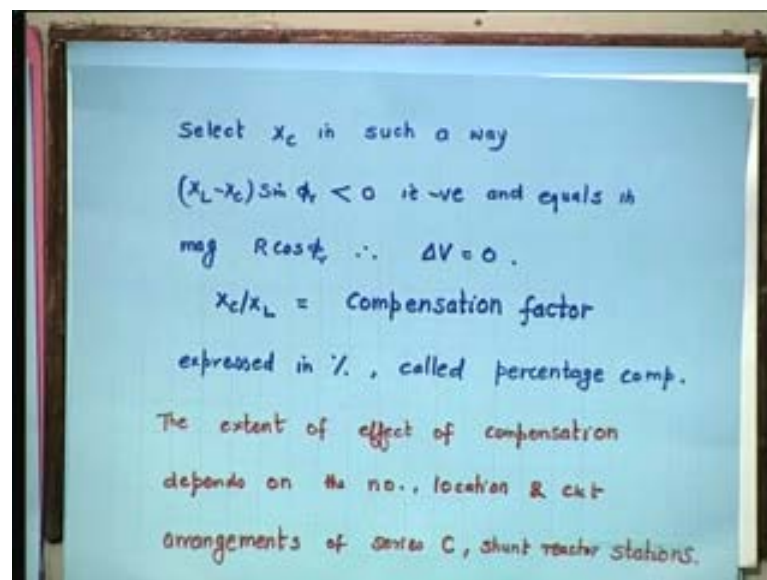 Select Xc in such a way
(XL-Xc) Sin φr < 0 ie -ve and equals in
mag R cos φr ∴ ΔV = 0.
Xc/XL = Compensation factor
expressed in %, called percentage comp.
The extent of effect of compensation
depends on the no., location & ckt
arrangements of series C, shunt reactor stations.